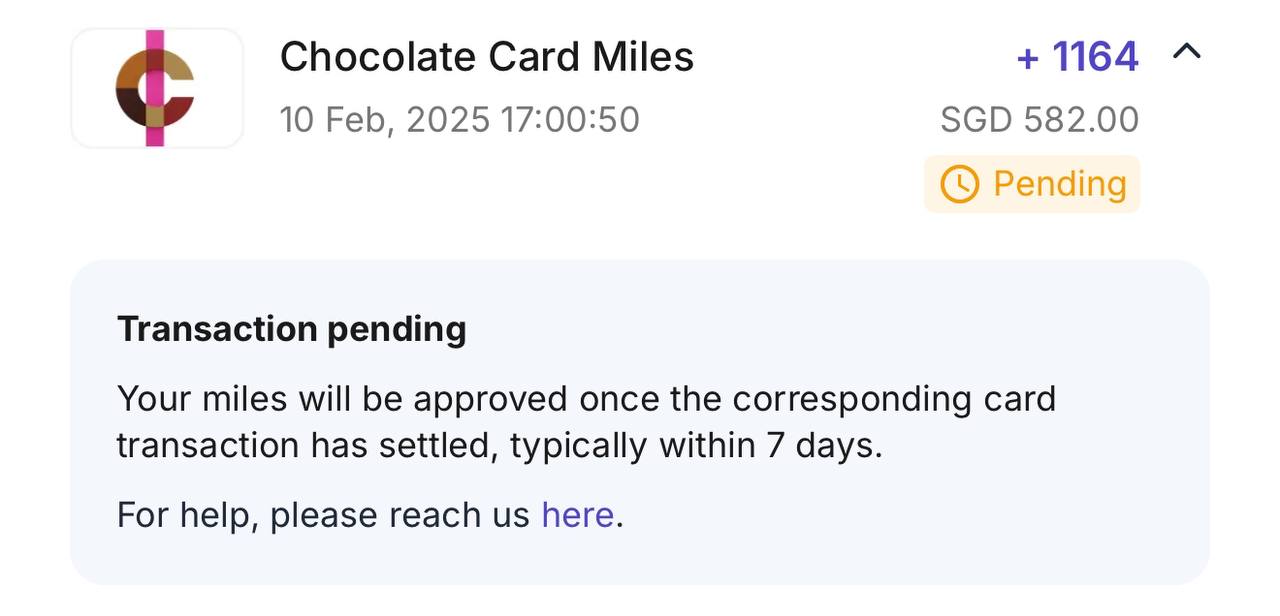 Chocolate Card Miles
+ 1164
10 Feb, 2025 17:00:50
SGD 582.00
Pending
Transaction pending
Your miles will be approved once the corresponding card
transaction has settled, typically within 7 days.
For help, please reach us here.